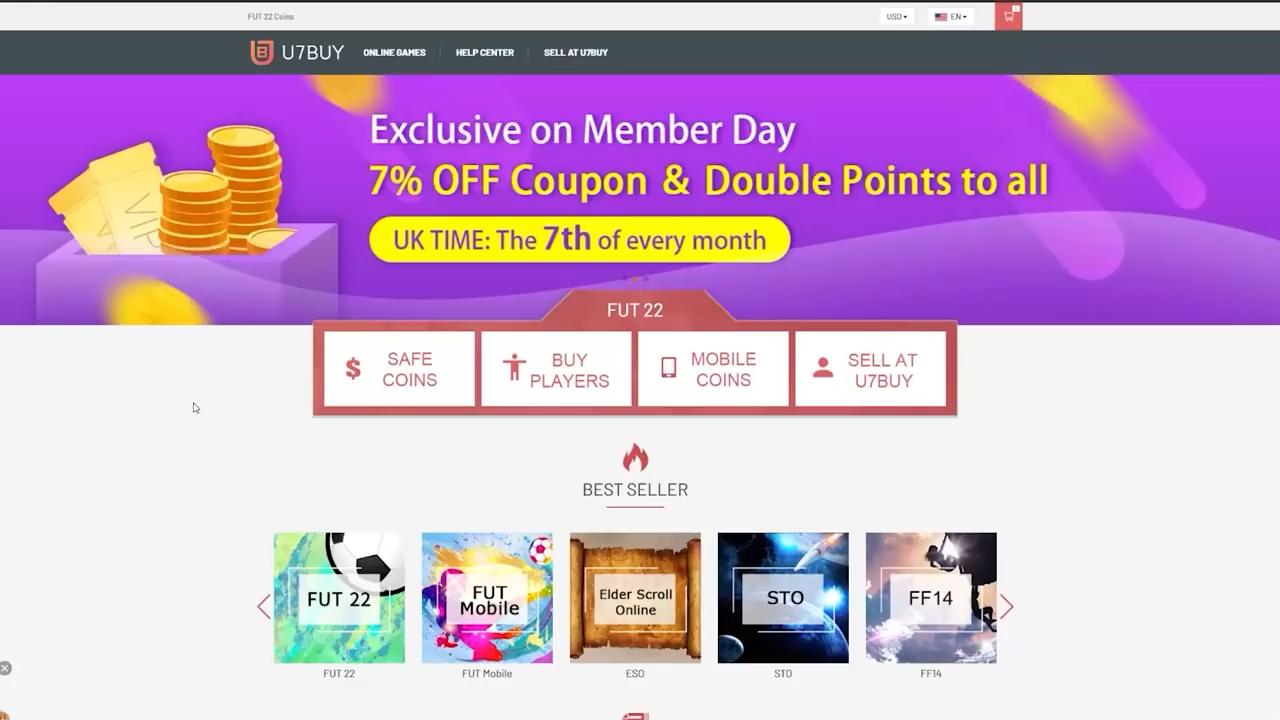 FUT 22 Coins
USD
EN
1
U7BUY
ONLINE GAMES
HELP CENTER
SELL AT U7BUY
Exclusive on Member Day
7% OFF Coupon & Double Points to all
UK TIME: The 7th of every month
FUT 22
SAFE
COINS
BUY
PLAYERS
MOBILE
COINS
SELL AT
U7BUY
BEST SELLER
FUT 22
FUT
Mobile
Elder Scroll
Online
STO
FF14
FUT 22
FUT Mobile
ESO
STO
FF14